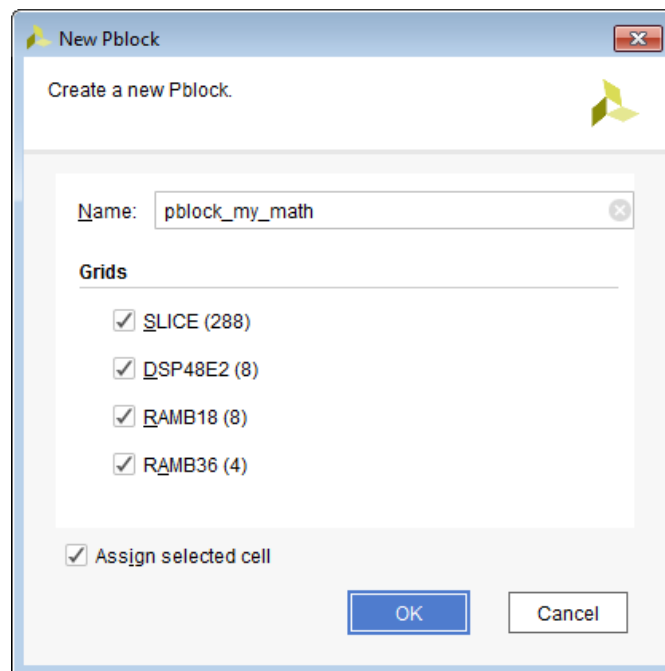 New Pblock
Create a new Pblock.
Name: pblock_my_math
Grids
SLICE (288)
DSP48E2 (8)
RAMB18 (8)
RAMB36 (4)
Assign selected cell
OK Cancel